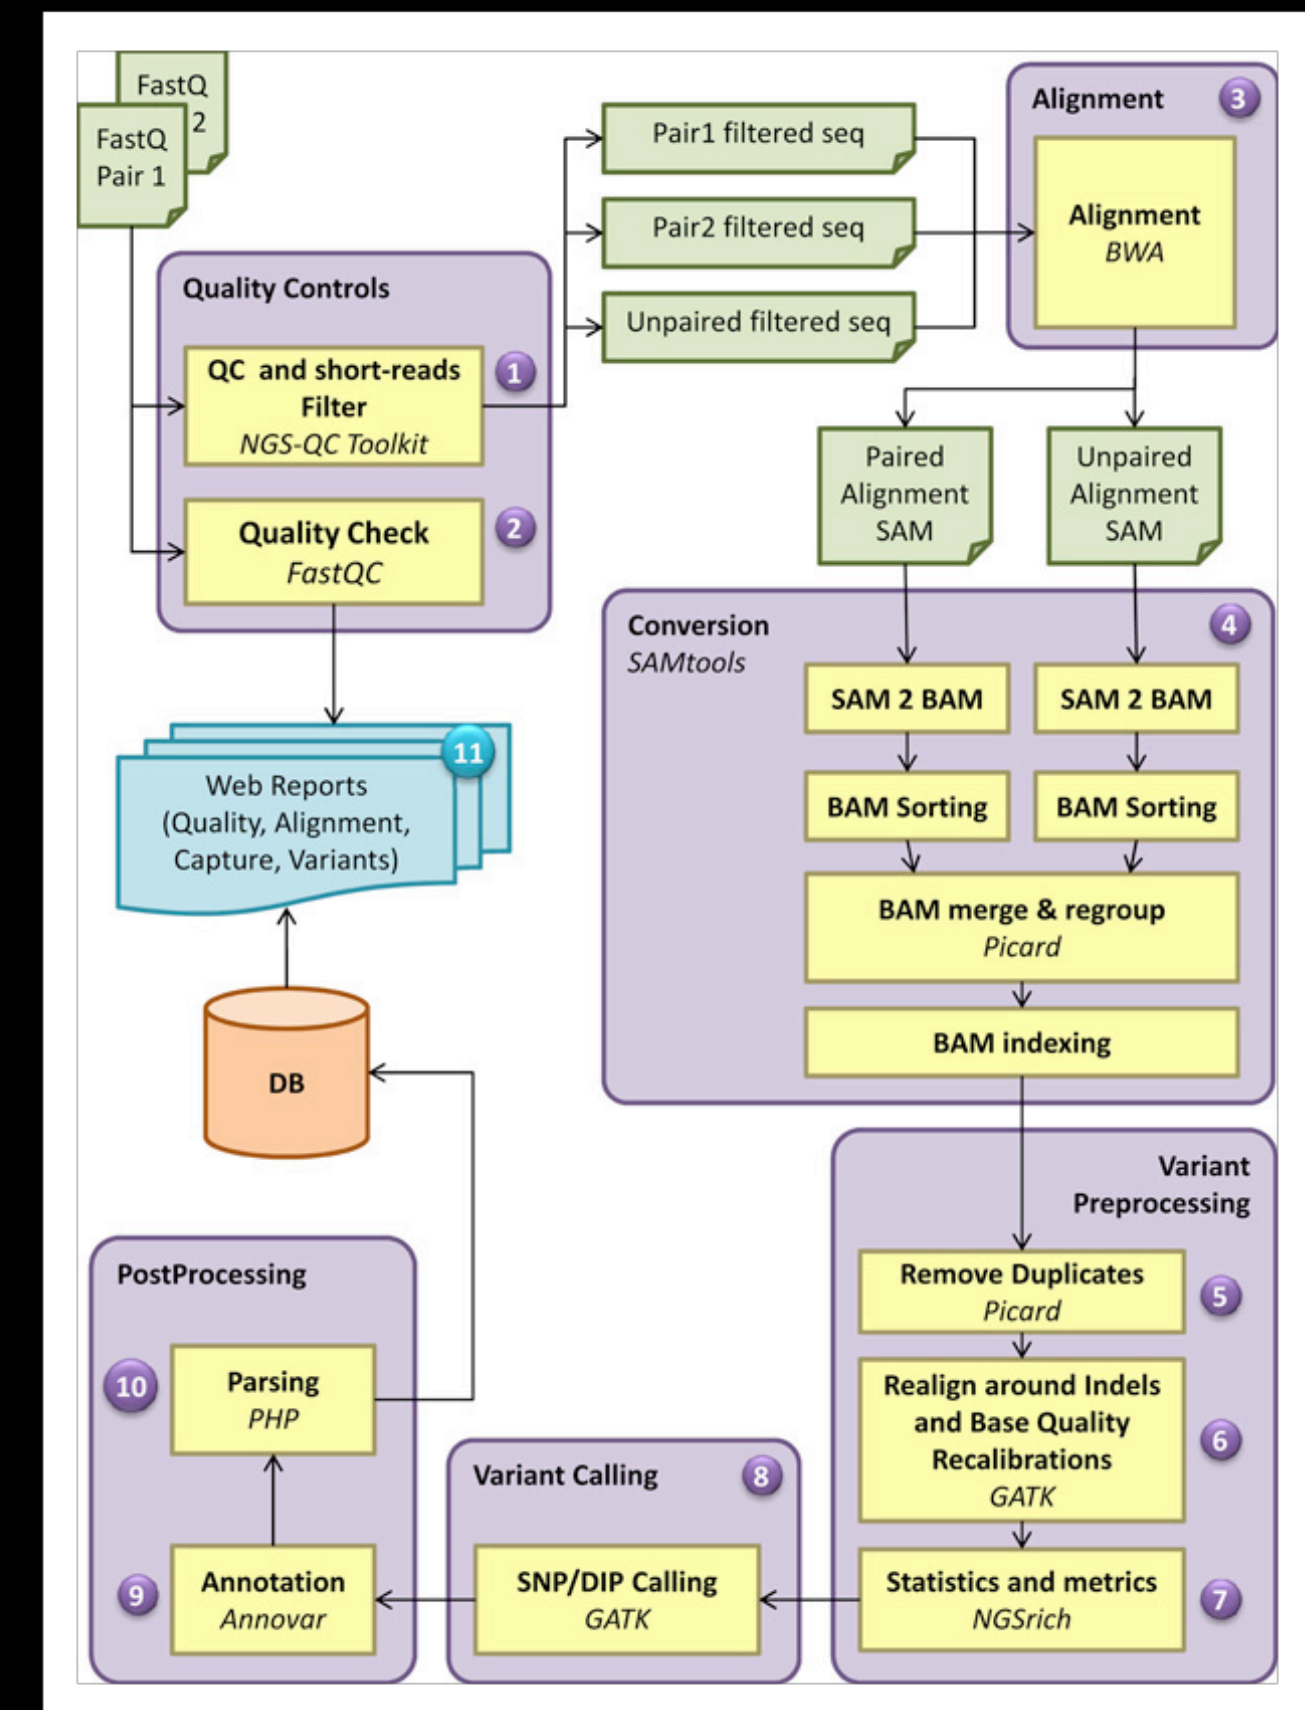 FastQ
2
FastQ
Pair 1
Quality Controls
QC and short-reads
Filter
NGS-QC Toolkit
1
Quality Check
FastQC
2
Pair1 filtered seq
Pair2 filtered seq
Unpaired filtered seq
Alignment
3
Alignment
BWA
Paired
Alignment
SAM
Unpaired
Alignment
SAM
Conversion
SAMtools
4
SAM 2 BAM
SAM 2 BAM
BAM Sorting
BAM Sorting
BAM merge & regroup
Picard
BAM indexing
Variant
Preprocessing
Remove Duplicates
Picard
5
Realign around Indels
and Base Quality
Recalibrations
GATK
6
Statistics and metrics
NGSrich
7
Variant Calling
8
SNP/DIP Calling
GATK
PostProcessing
9
Annotation
Annovar
10
Parsing
PHP
DB
11
Web Reports
(Quality, Alignment,
Capture, Variants)